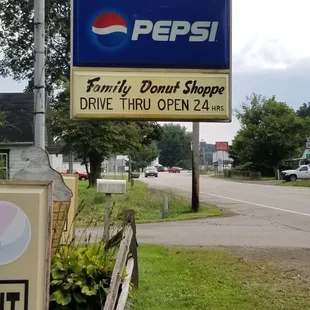 PEPSI
Family Donut Shoppe
DRIVE THRU OPEN 24 HRS.